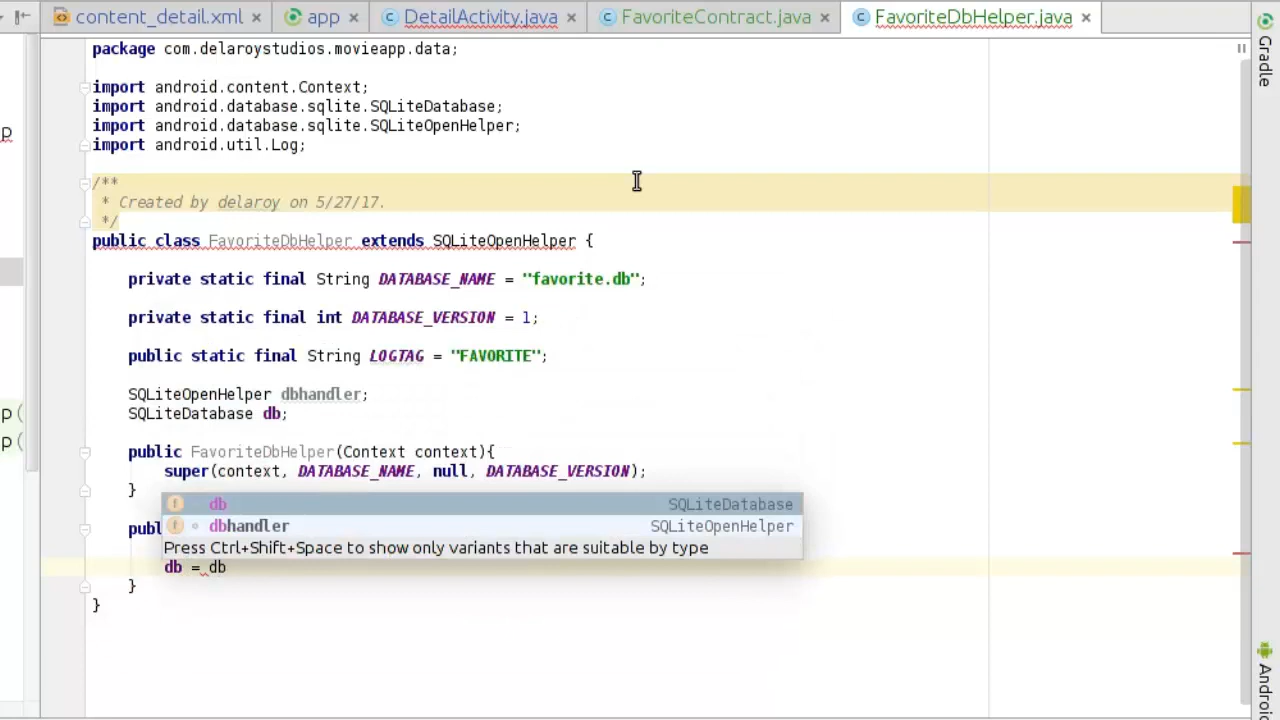 content_detail.xml
app
DetailActivity.java
FavoriteContract.java
FavoriteDbHelper.java
package com.delaroystudios.movieapp.data;
import android.content.Context;
import android.database.sqlite.SQLiteDatabase;
import android.database.sqlite.SQLiteOpenHelper;
import android.util.Log;
/**
* Created by delaroy on 5/27/17.
*/
public class FavoriteDbHelper extends SQLiteOpenHelper {
private static final String DATABASE_NAME = "favorite.db";
private static final int DATABASE_VERSION = 1;
public static final String LOGTAG = "FAVORITE";
SQLiteOpenHelper dbhandler;
SQLiteDatabase db;
public FavoriteDbHelper(Context context){
super(context, DATABASE_NAME, null, DATABASE_VERSION);
}
f db SQLiteDatabase
f dbhandler SQLiteOpenHelper
Press Ctrl+Shift+Space to show only variants that are suitable by type
db = db
}
}
p
p (
p (
Gradle